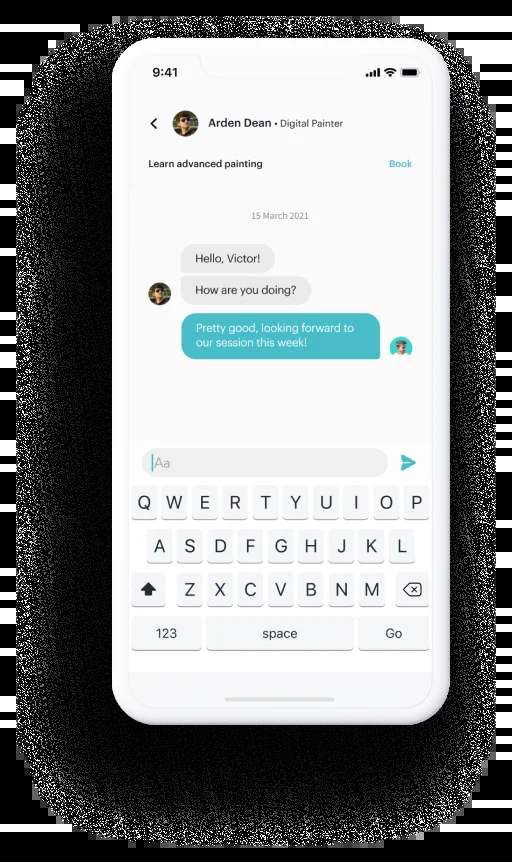 9:41
Arden Dean • Digital Painter
Learn advanced painting Book
15 March 2021
Hello, Victor!
How are you doing?
Pretty good, looking forward to
our session this week!
Aa
Q W E R T Y U I O P
A S D F G H J K L
Z X C V B N M
123 space Go